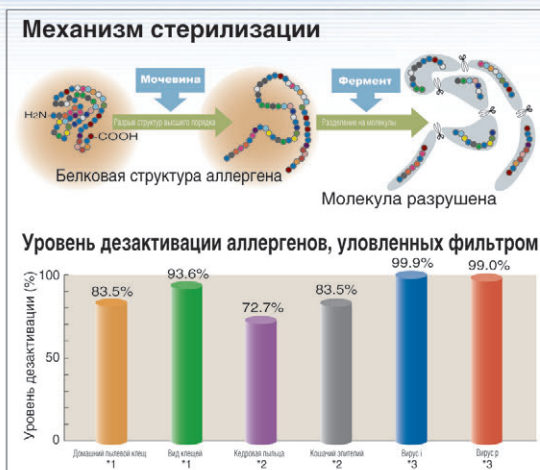 Механизм стерилизации
Мочевина
Фермент
H₂N-
Разрыв структур высшего порядка
Разделение на молекулы
-COOH
Белковая структура аллергена
Молекула разрушена
Уровень дезактивации аллергенов, уловленных фильтром
Уровень дезактивации (%)
100
50
0
83.5%
93.6%
72.7%
83.5%
99.9%
99.0%
Домашний пылевой клещ
*1
Вид клещей
*1
Кедровая пыльца
*2
Кошачий эпителий
*2
Вирус i
*3
Вирус p
*3